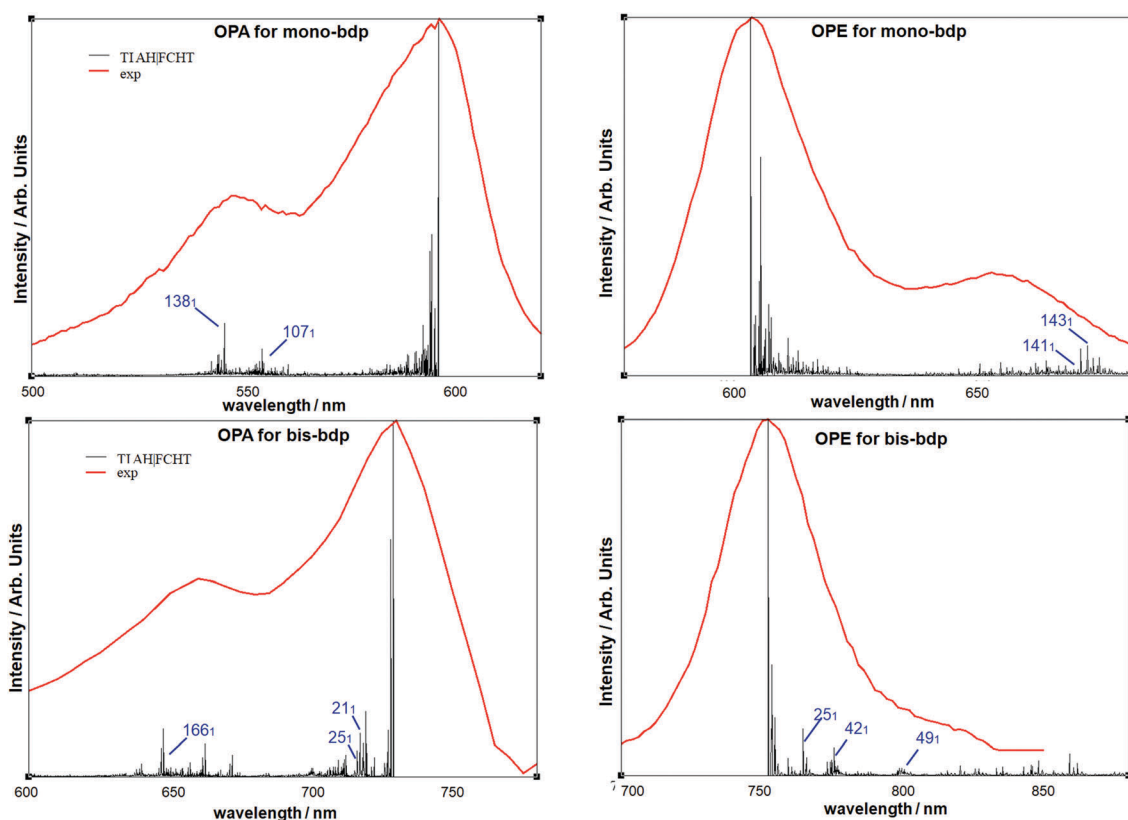 OPA for mono-bdp
TI AH|FCHT
exp
Intensity / Arb. Units
138₁
107₁
500
550
600
wavelength / nm
OPE for mono-bdp
Intensity / Arb. Units
143₁
141₁
600
650
wavelength / nm
OPA for bis-bdp
TI AH|FCHT
exp
Intensity / Arb. Units
21₁
166₁
25₁
600
650
700
750
wavelength / nm
OPE for bis-bdp
Intensity / Arb. Units
25₁
42₁
49₁
700
750
800
850
wavelength / nm